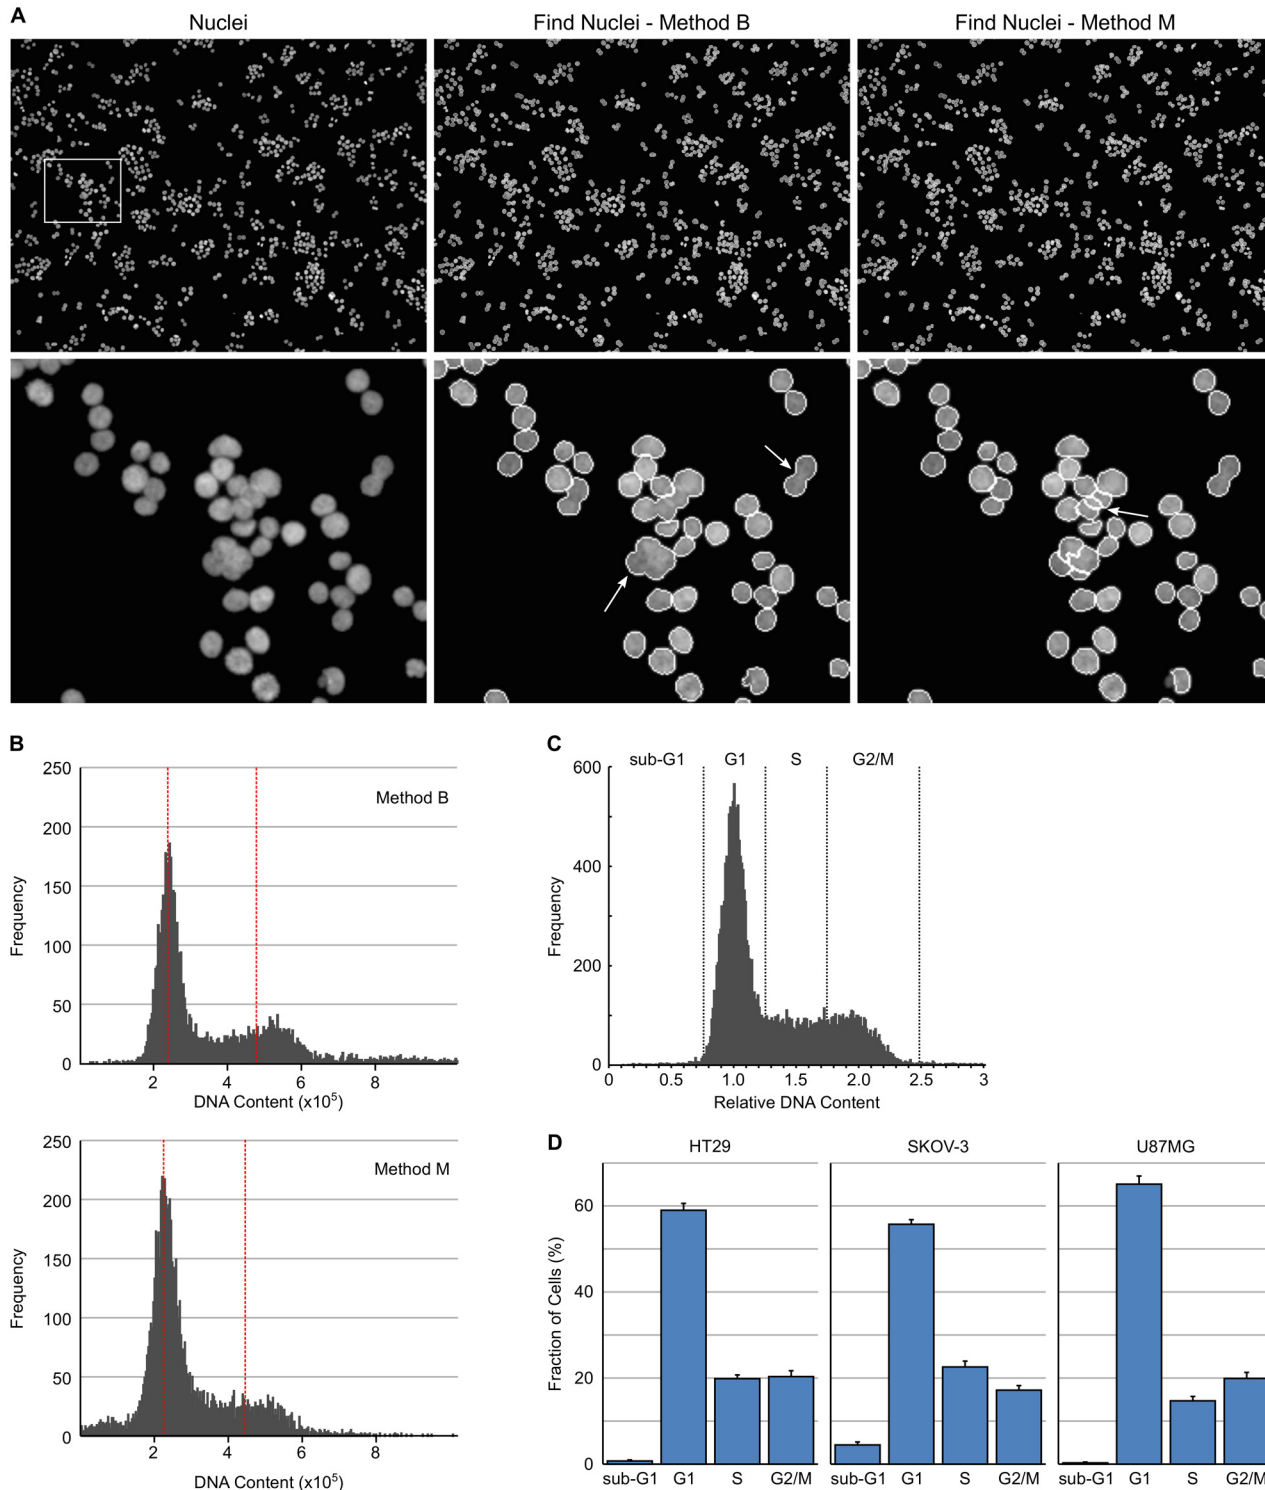 A
Nuclei
Find Nuclei - Method B
Find Nuclei - Method M
B
250
200
150
100
50
0
Frequency
Method B
2 4 6 8
DNA Content (x10⁵)
250
200
150
100
50
0
Frequency
Method M
2 4 6 8
DNA Content (x10⁵)
C
sub-G1 G1 S G2/M
600
400
200
0
Frequency
0 0.5 1.0 1.5 2.0 2.5 3
Relative DNA Content
D
HT29 SKOV-3 U87MG
60
40
20
0
Fraction of Cells (%)
sub-G1 G1 S G2/M sub-G1 G1 S G2/M sub-G1 G1 S G2/M